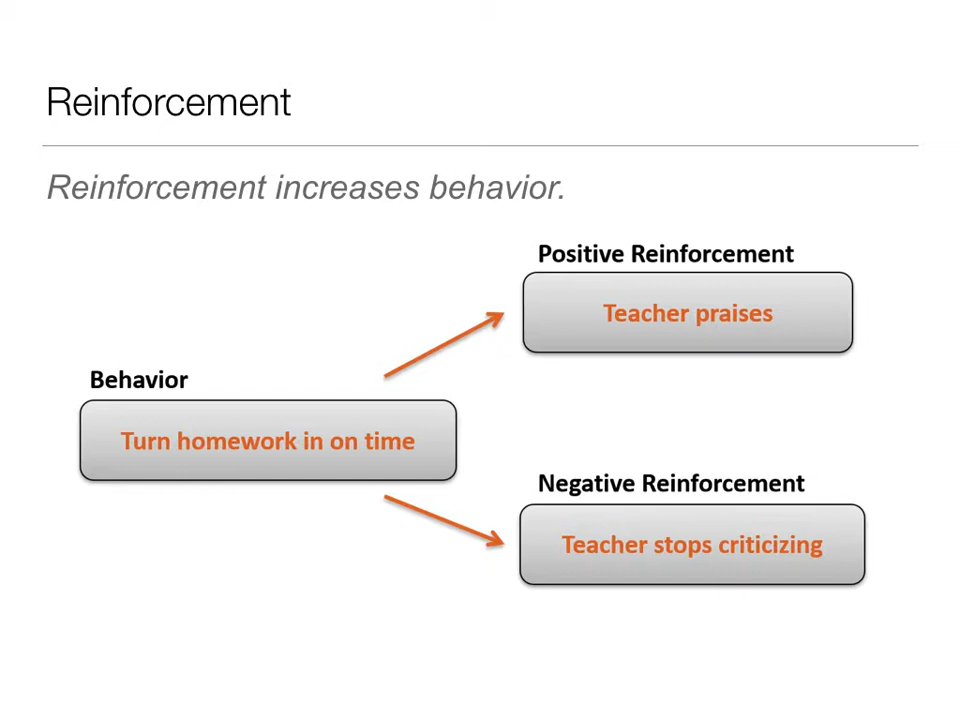 Reinforcement
Reinforcement increases behavior.
Positive Reinforcement
Teacher praises
Behavior
Turn homework in on time
Negative Reinforcement
Teacher stops criticizing